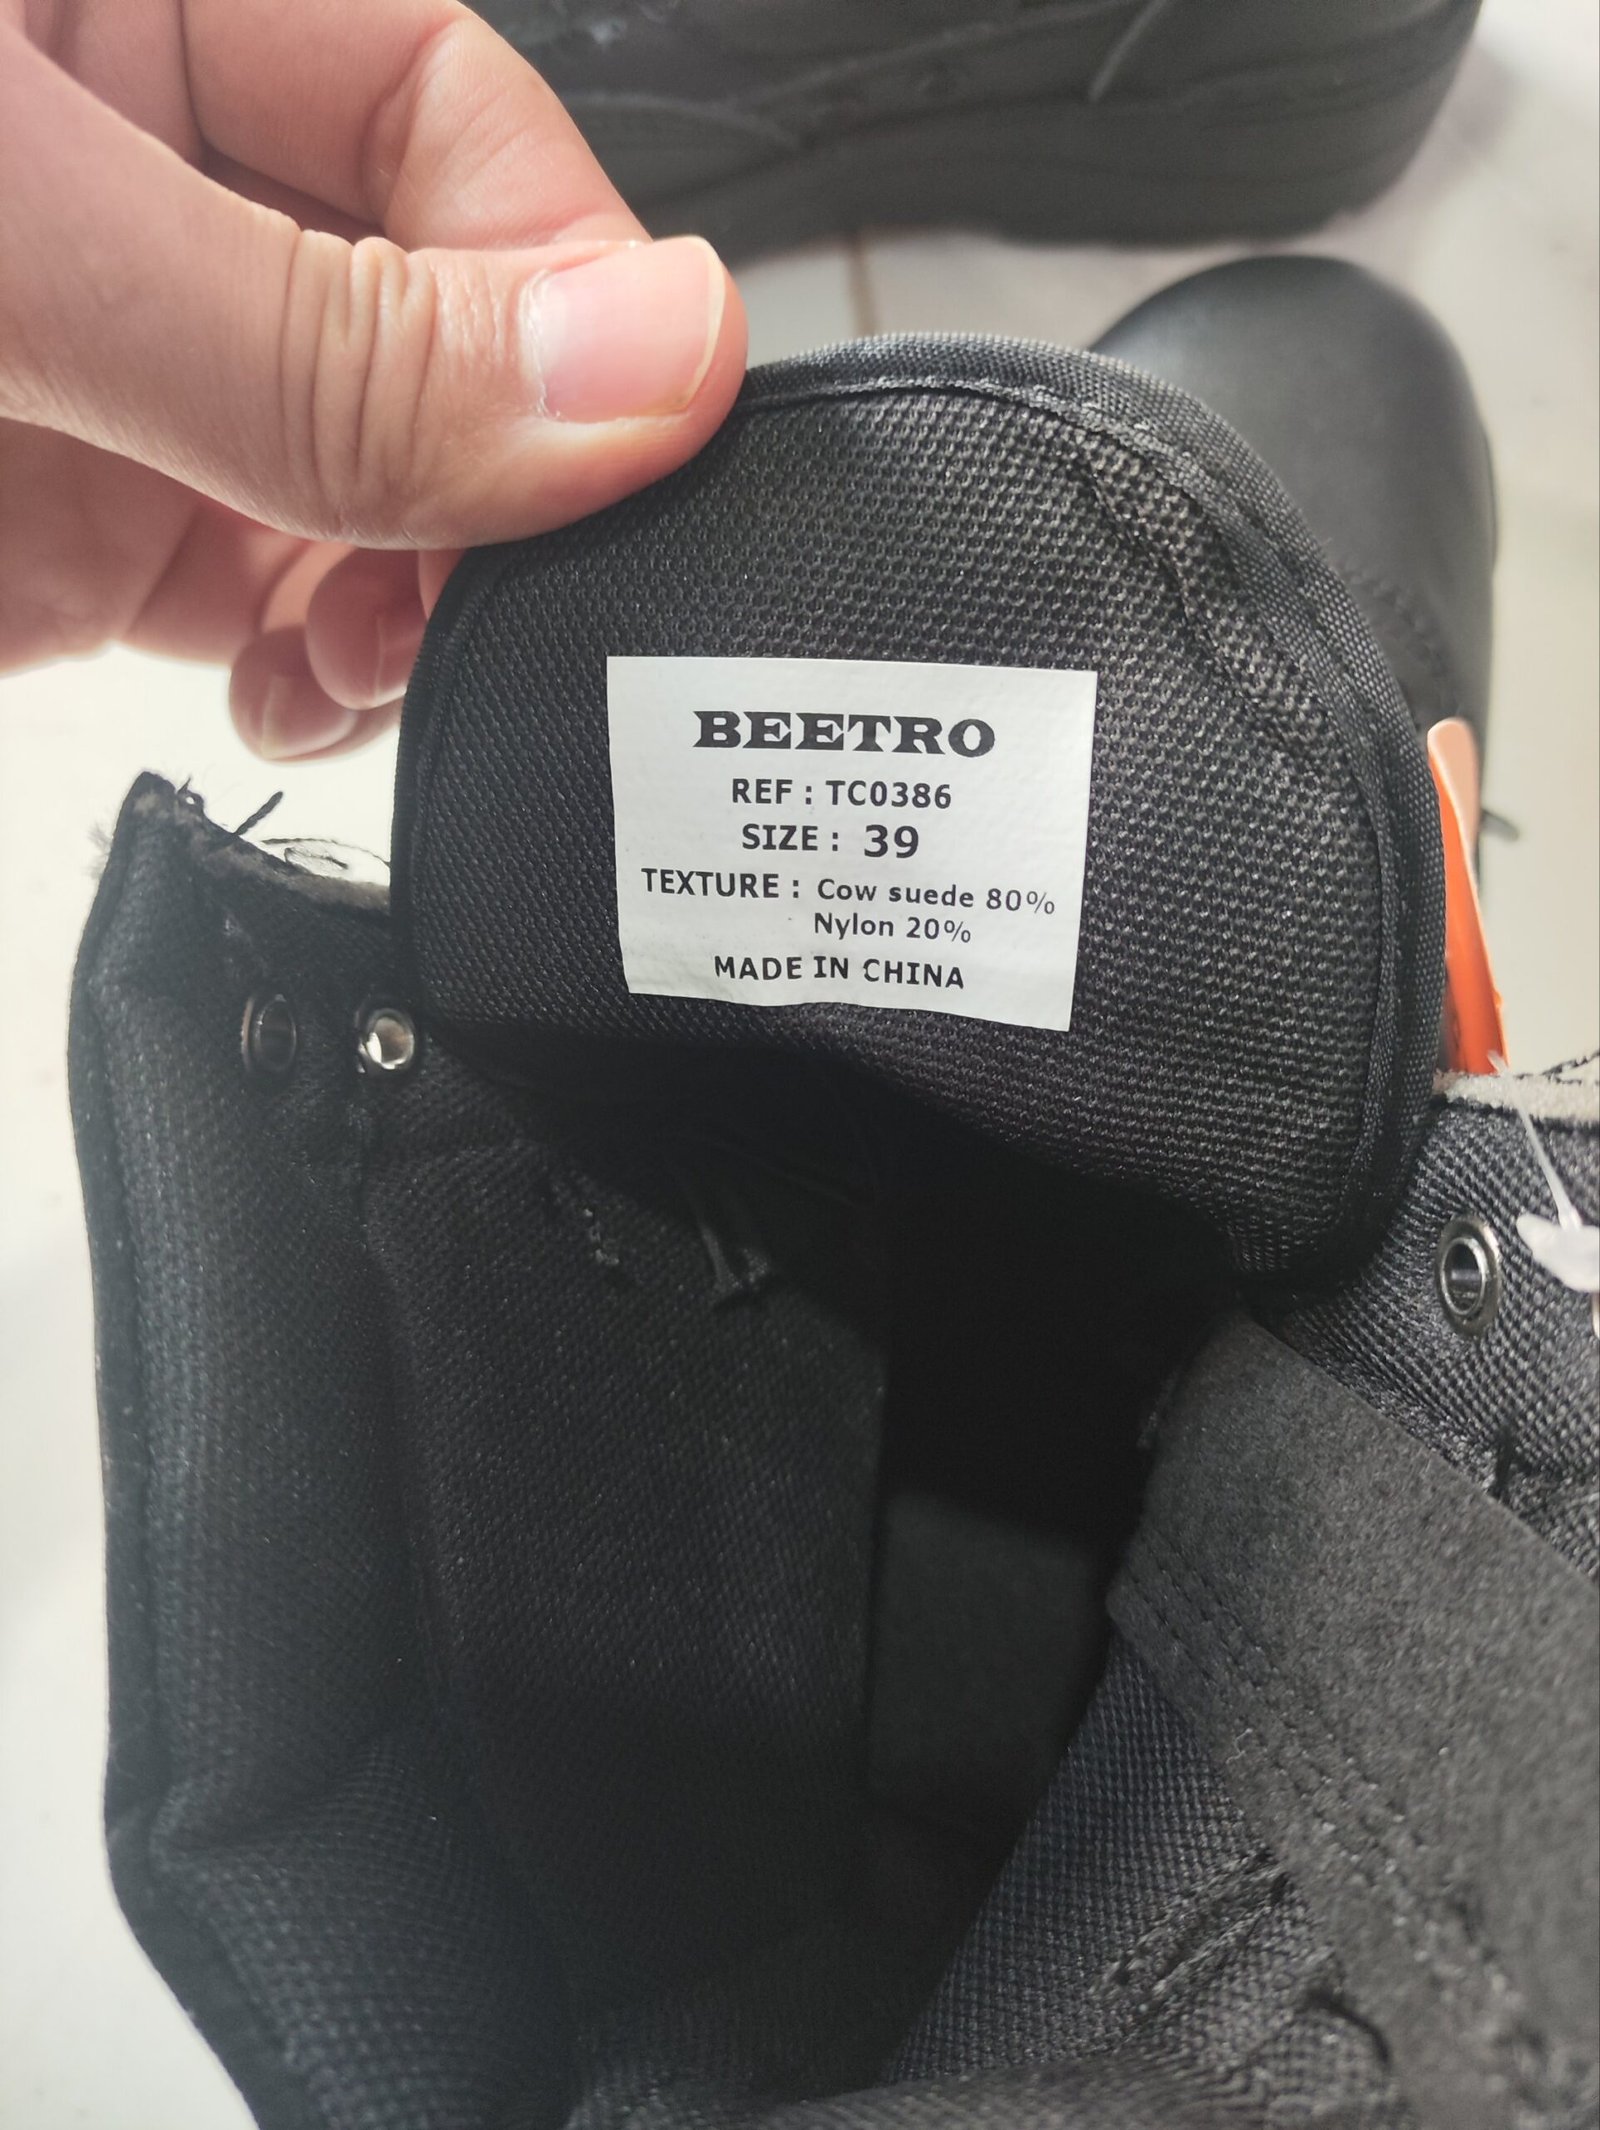 BEETRO
REF : TC0386
SIZE : 39
TEXTURE : Cow suede 80%
Nylon 20%
MADE IN CHINA